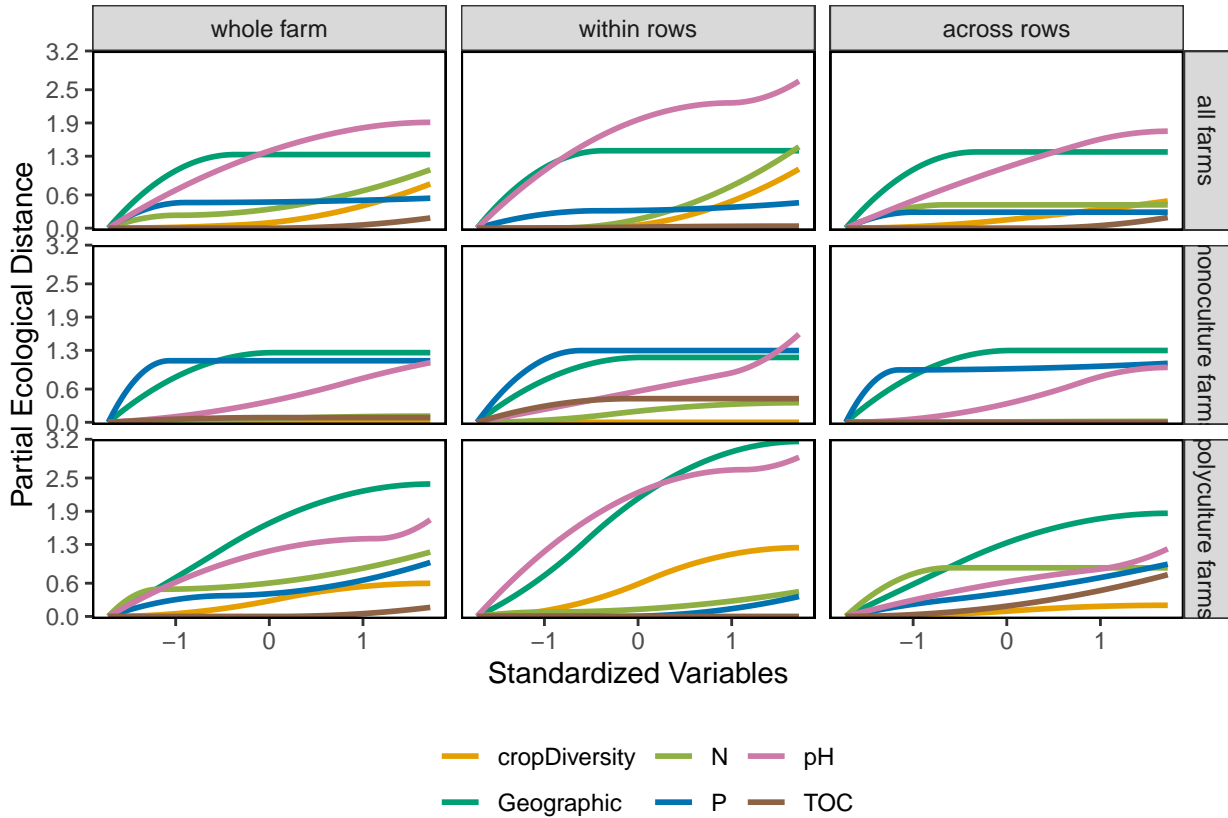 whole farm
within rows
across rows
Partial Ecological Distance
3.2
2.5
1.9
1.3
0.6
0.0
all farms
3.2
2.5
1.9
1.3
0.6
0.0
monoculture farms
3.2
2.5
1.9
1.3
0.6
0.0
polyculture farms
−1 0 1
−1 0 1
−1 0 1
Standardized Variables
cropDiversity N pH
Geographic P TOC